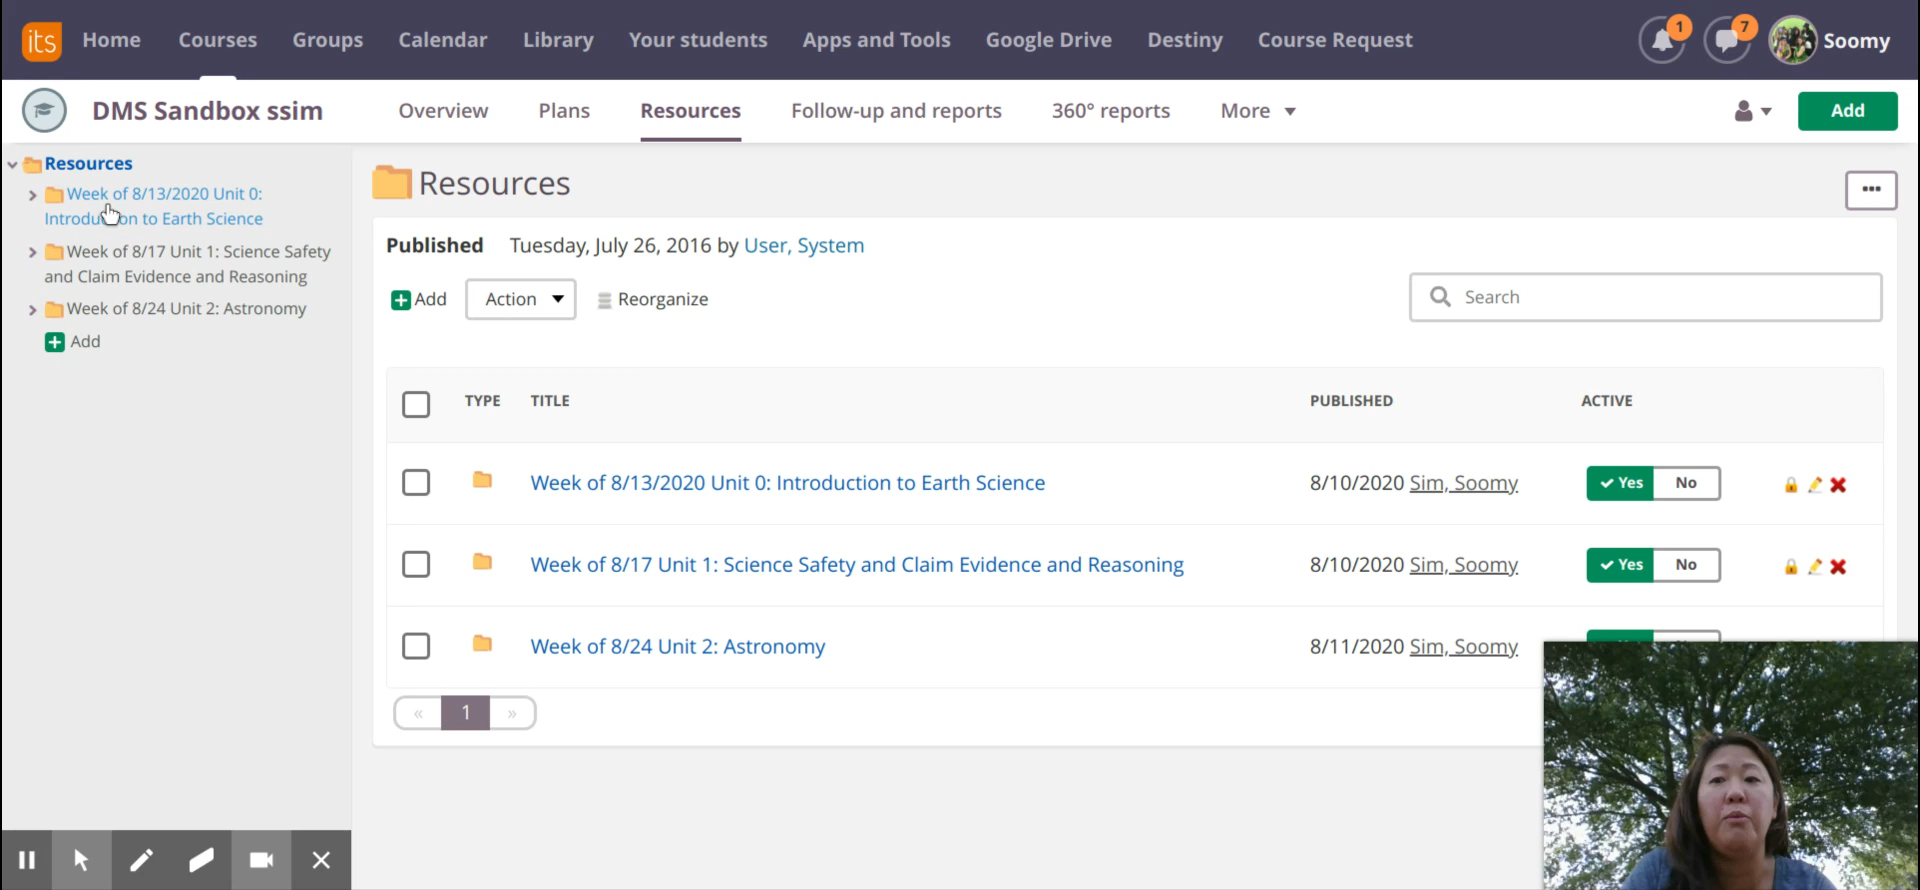 its Home Courses Groups Calendar Library Your students Apps and Tools Google Drive Destiny Course Request 1 7 Soomy
DMS Sandbox ssim Overview Plans Resources Follow-up and reports 360° reports More Add
Resources
Week of 8/13/2020 Unit 0:
Introduction to Earth Science
Week of 8/17 Unit 1: Science Safety
and Claim Evidence and Reasoning
Week of 8/24 Unit 2: Astronomy
Add
Resources
Published Tuesday, July 26, 2016 by User, System
Add Action Reorganize Search
TYPE TITLE PUBLISHED ACTIVE
Week of 8/13/2020 Unit 0: Introduction to Earth Science 8/10/2020 Sim, Soomy Yes No
Week of 8/17 Unit 1: Science Safety and Claim Evidence and Reasoning 8/10/2020 Sim, Soomy Yes No
Week of 8/24 Unit 2: Astronomy 8/11/2020 Sim, Soomy
« 1 »